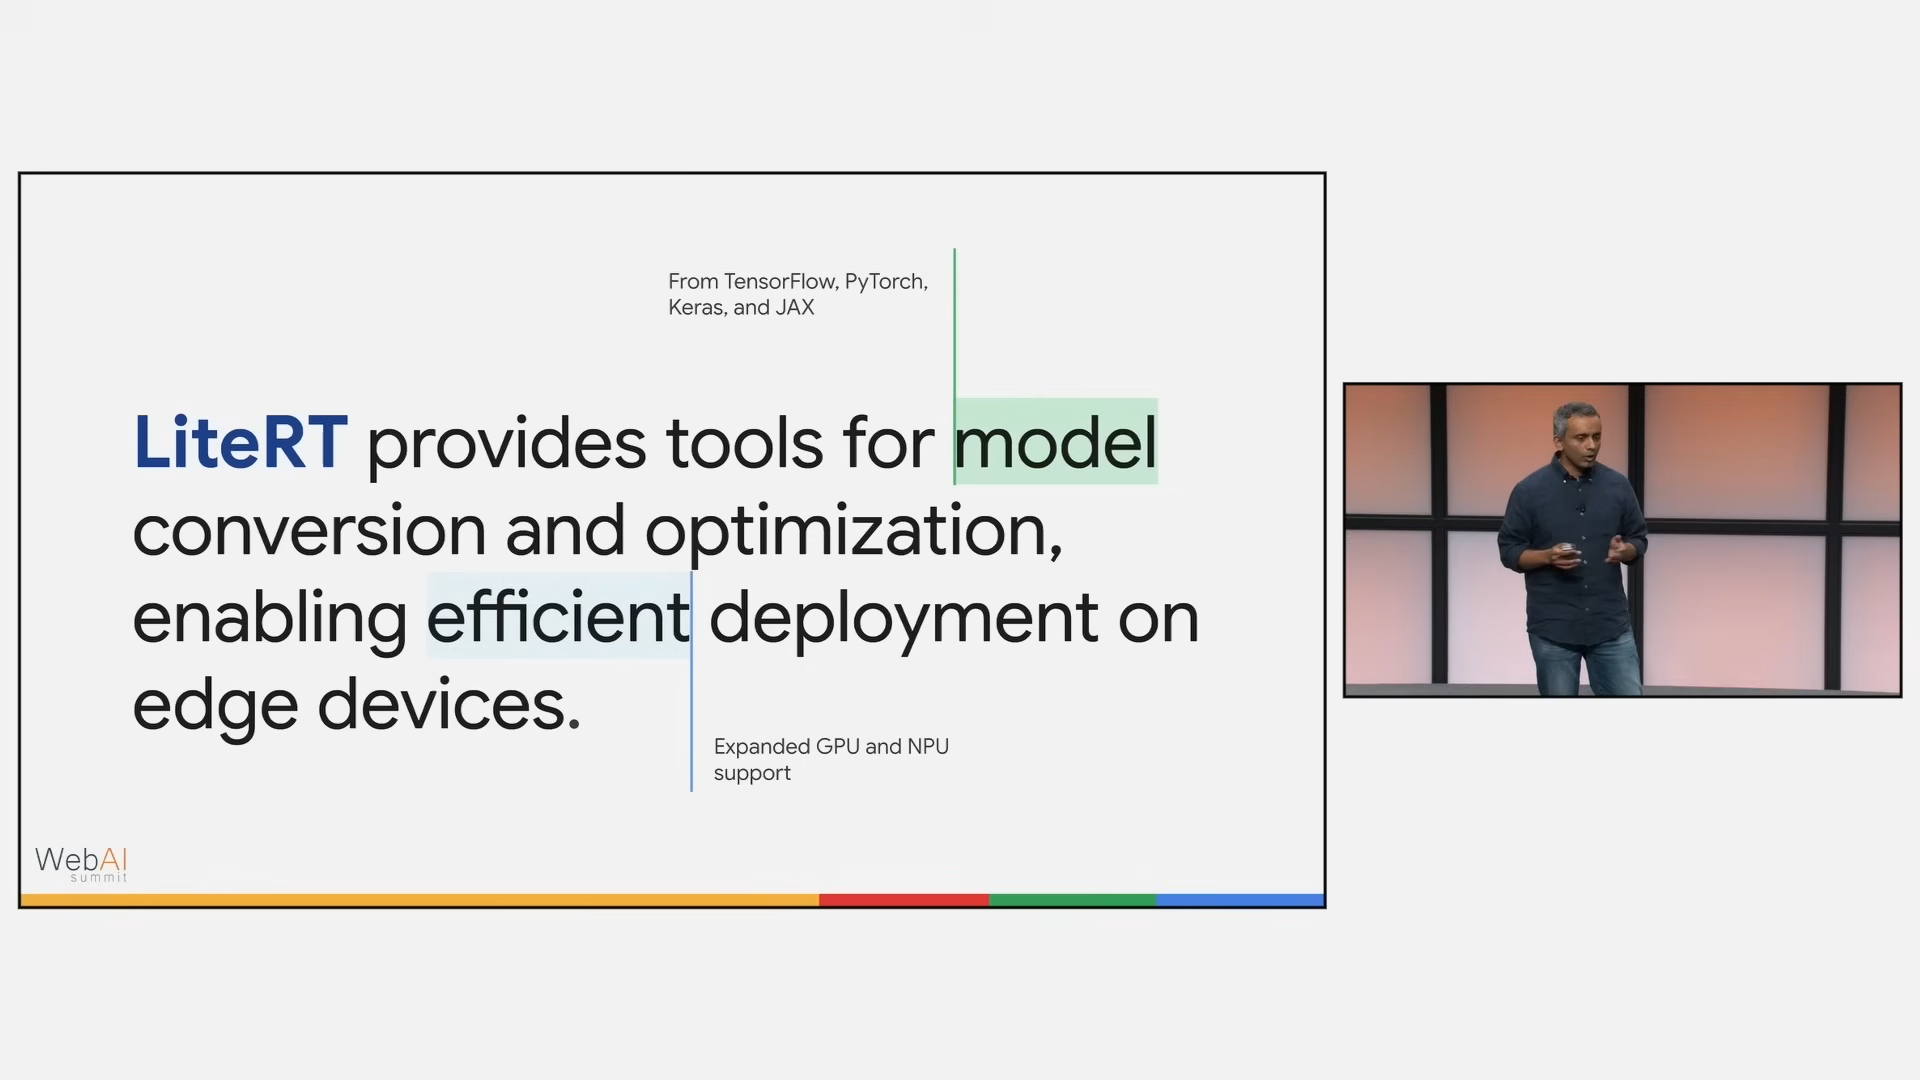 From TensorFlow, PyTorch,
Keras, and JAX
LiteRT provides tools for model
conversion and optimization,
enabling efficient deployment on
edge devices.
Expanded GPU and NPU
support
WebAI
summit